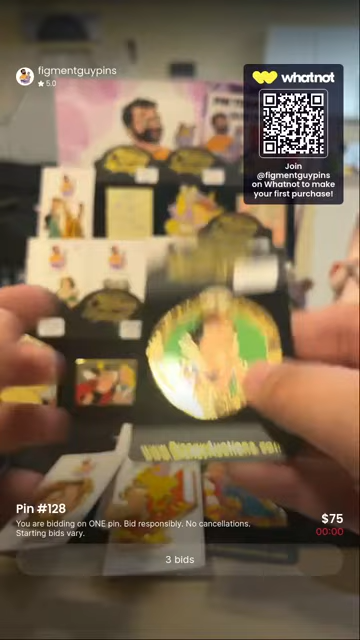 figmentguypins
★ 5.0
whatnot
Join
@figmentguypins
on Whatnot to make
your first purchase!
Pin #128
You are bidding on ONE pin. Bid responsibly. No cancellations.
Starting bids vary.
$75
00:00
3 bids